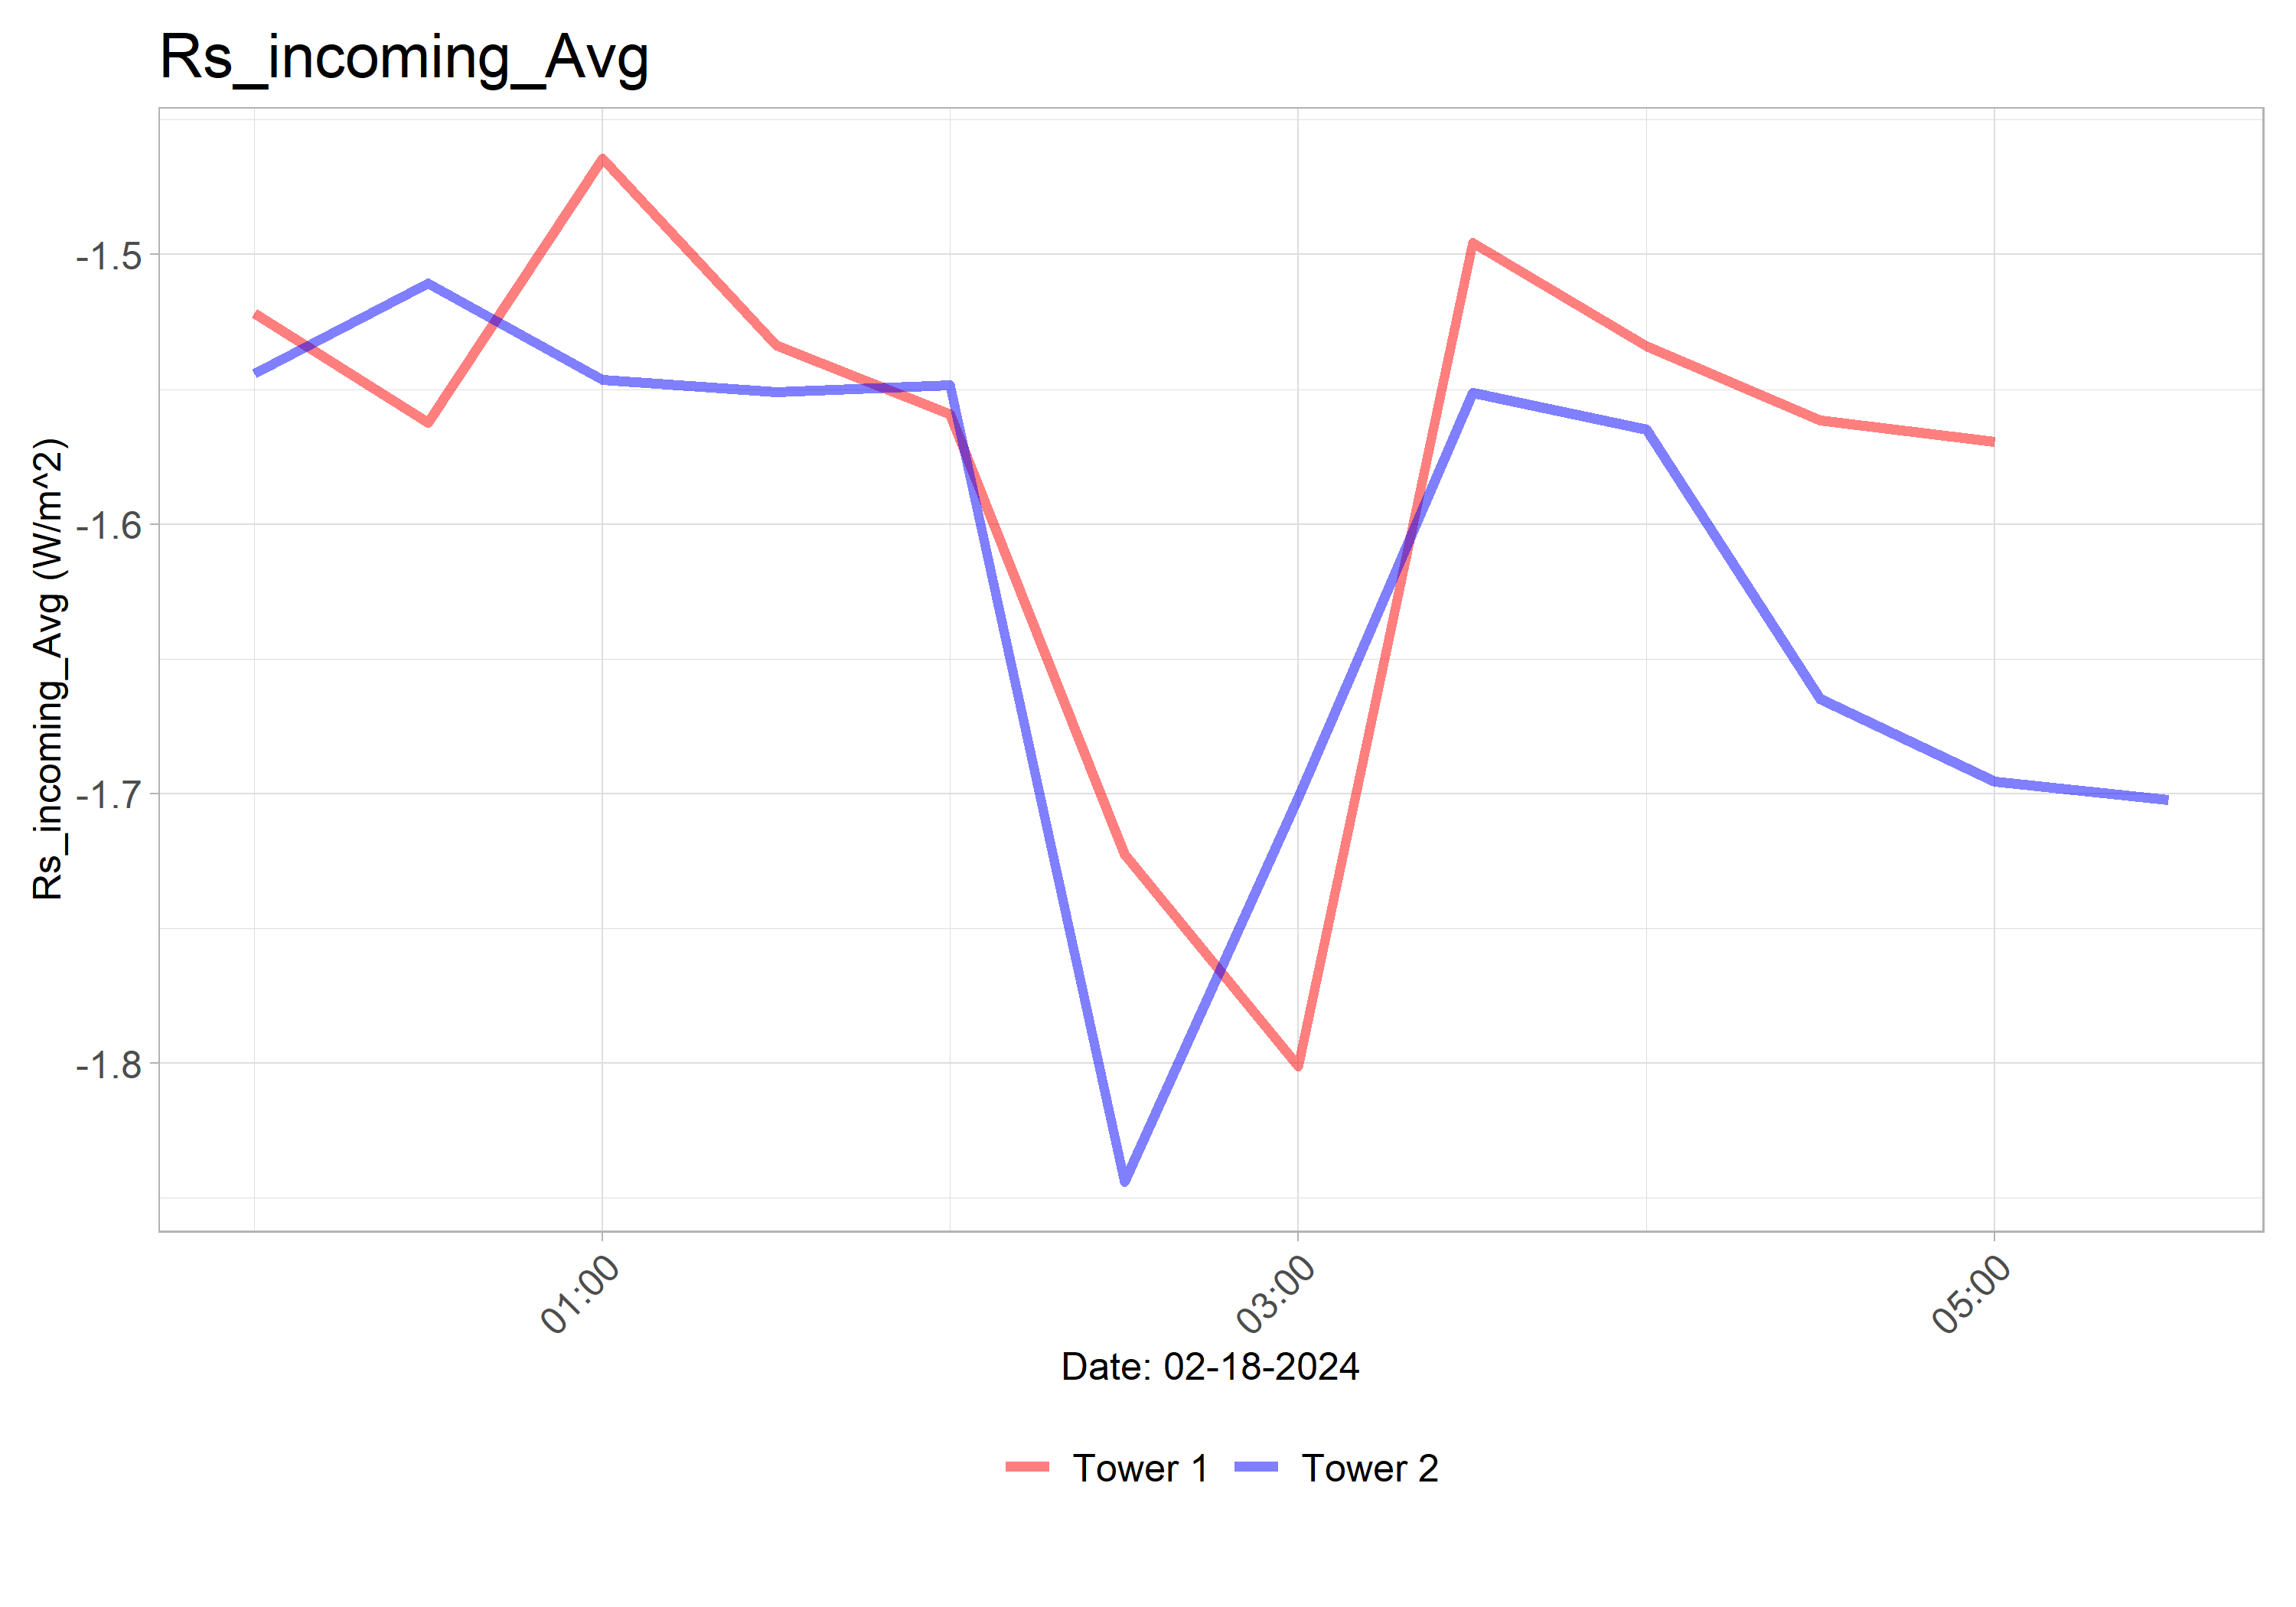 Rs_incoming_Avg
Rs_incoming_Avg (W/m^2)
-1.5
-1.6
-1.7
-1.8
01:00
03:00
05:00
Date: 02-18-2024
Tower 1
Tower 2